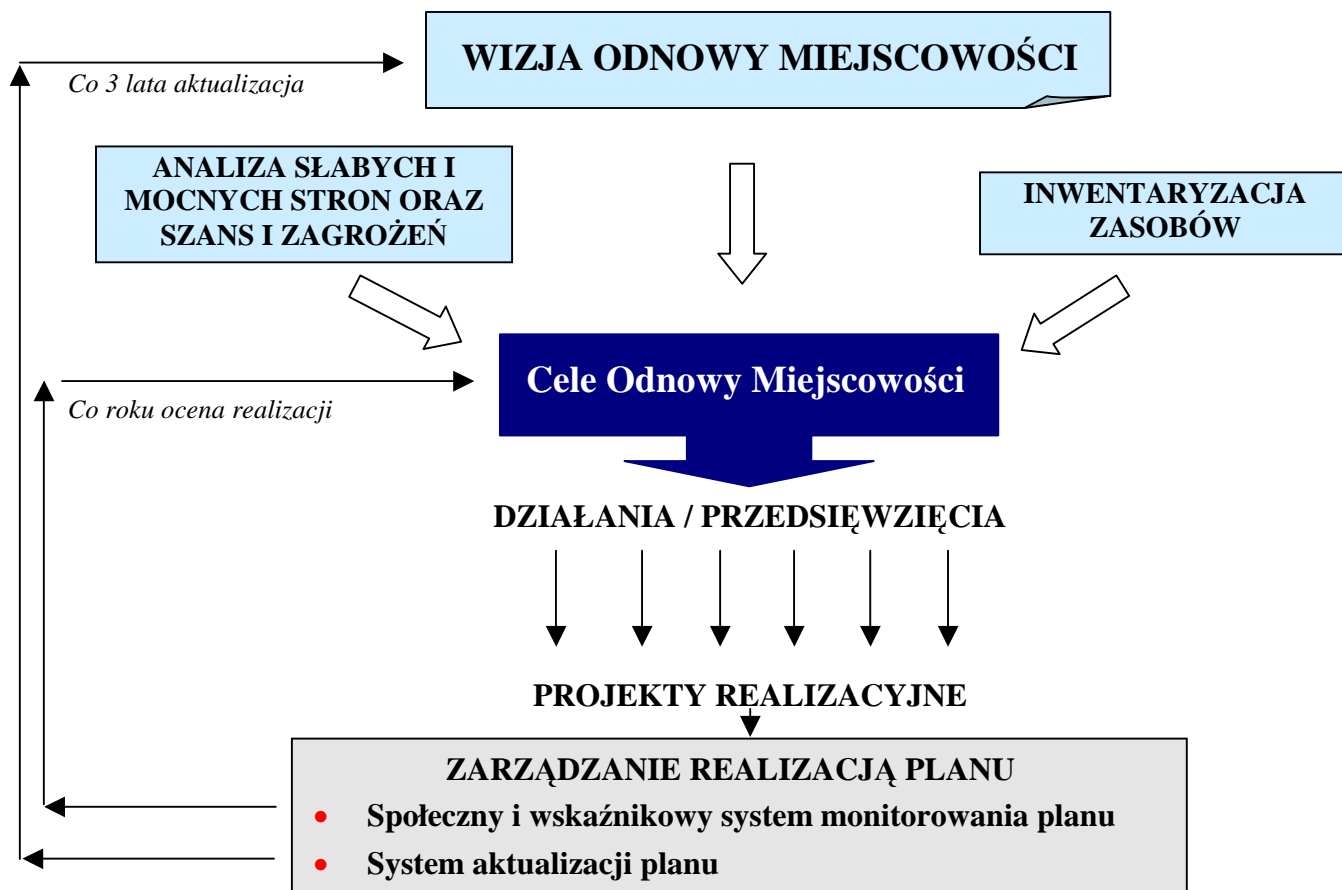 WIZJA ODNOWY MIEJSCOWOŚCI
Co 3 lata aktualizacja
ANALIZA SŁABYCH I
MOCNYCH STRON ORAZ
SZANS I ZAGROŻEŃ
INWENTARYZACJA
ZASOBÓW
Cele Odnowy Miejscowości
Co roku ocena realizacji
DZIAŁANIA / PRZEDSIĘWZIĘCIA
PROJEKTY REALIZACYJNE
ZARZĄDZANIE REALIZACJĄ PLANU
• Społeczny i wskaźnikowy system monitorowania planu
• System aktualizacji planu